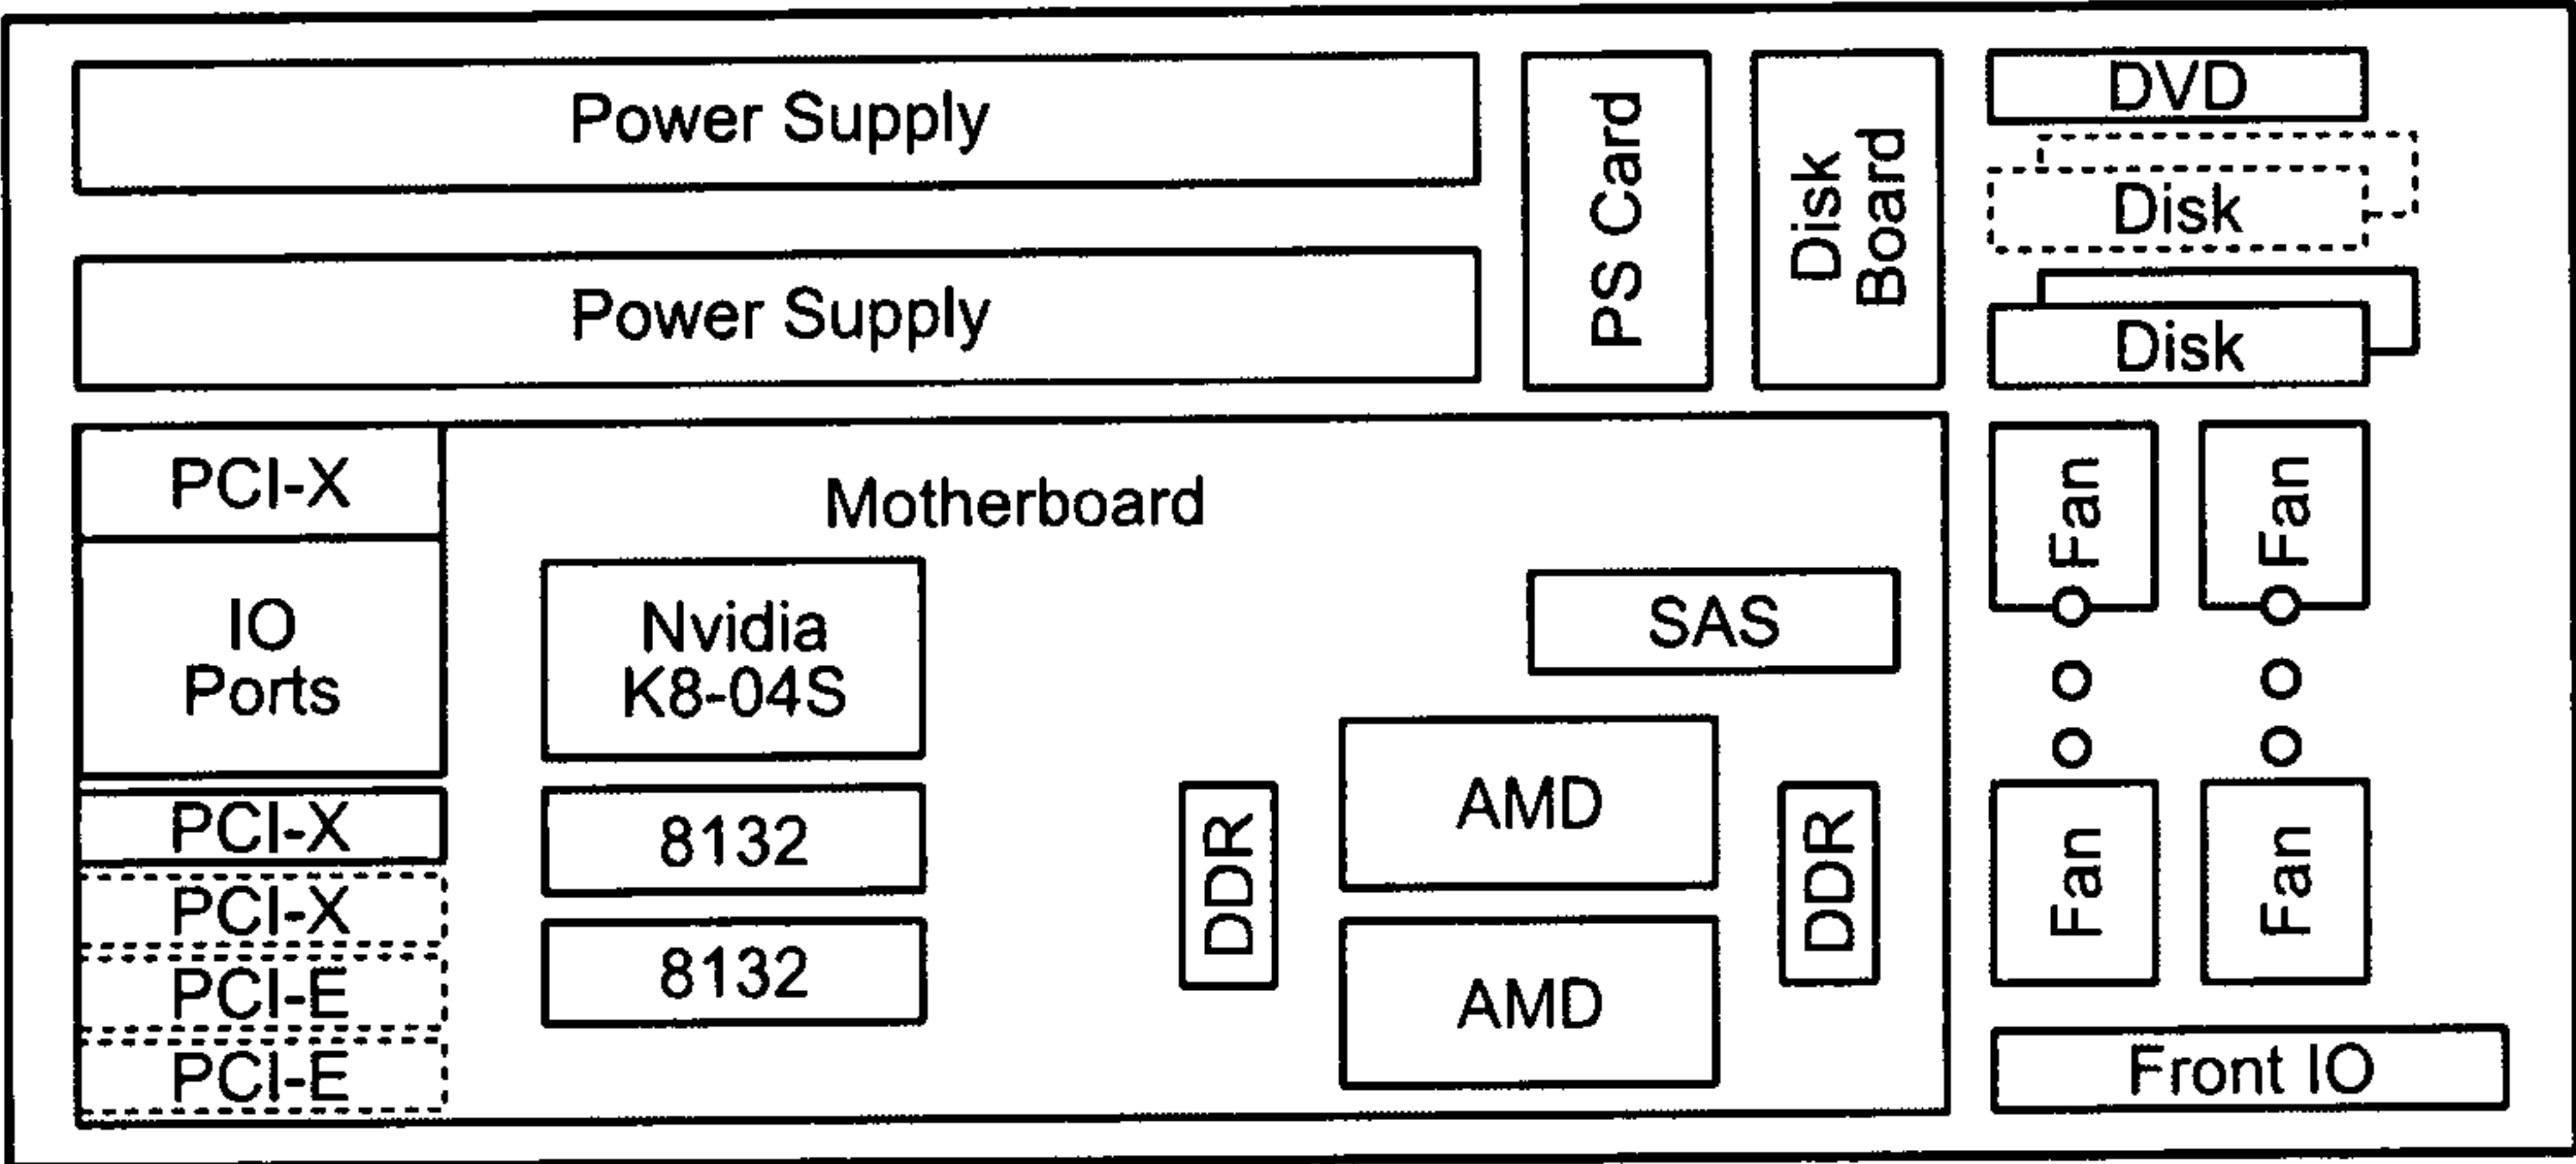 Power Supply
Power Supply
PS Card
Disk
Board
DVD
Disk
Disk
PCI-X
IO
Ports
PCI-X
PCI-X
PCI-E
PCI-E
Motherboard
Nvidia
K8-04S
8132
8132
SAS
DDR
AMD
AMD
DDR
Fan
Fan
Fan
Fan
Front IO